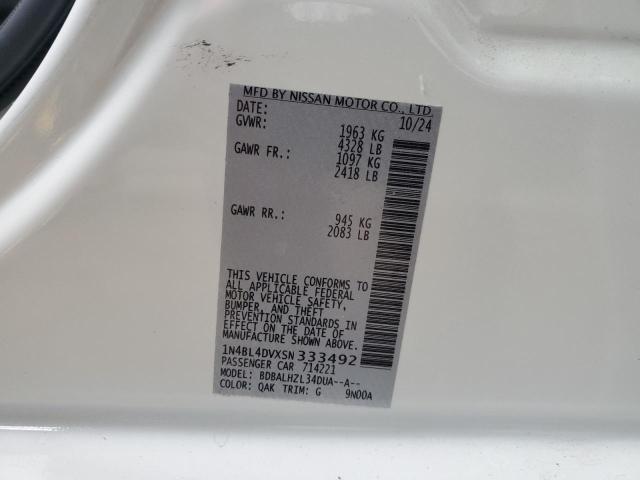 MFD BY NISSAN MOTOR CO., LTD.
DATE: 10/24
GVWR: 1963 KG
4328 LB
GAWR FR.: 1097 KG
2418 LB
GAWR RR.: 945 KG
2083 LB
THIS VEHICLE CONFORMS TO
ALL APPLICABLE FEDERAL
MOTOR VEHICLE SAFETY,
BUMPER, AND THEFT
PREVENTION STANDARDS IN
EFFECT ON THE DATE OF
MANUFACTURE SHOWN ABOVE.
1N4BL4DVXSN333492
PASSENGER CAR 714221
MODEL: BDBALHZL34DUA--A--
COLOR: QAK TRIM: G 9N00A